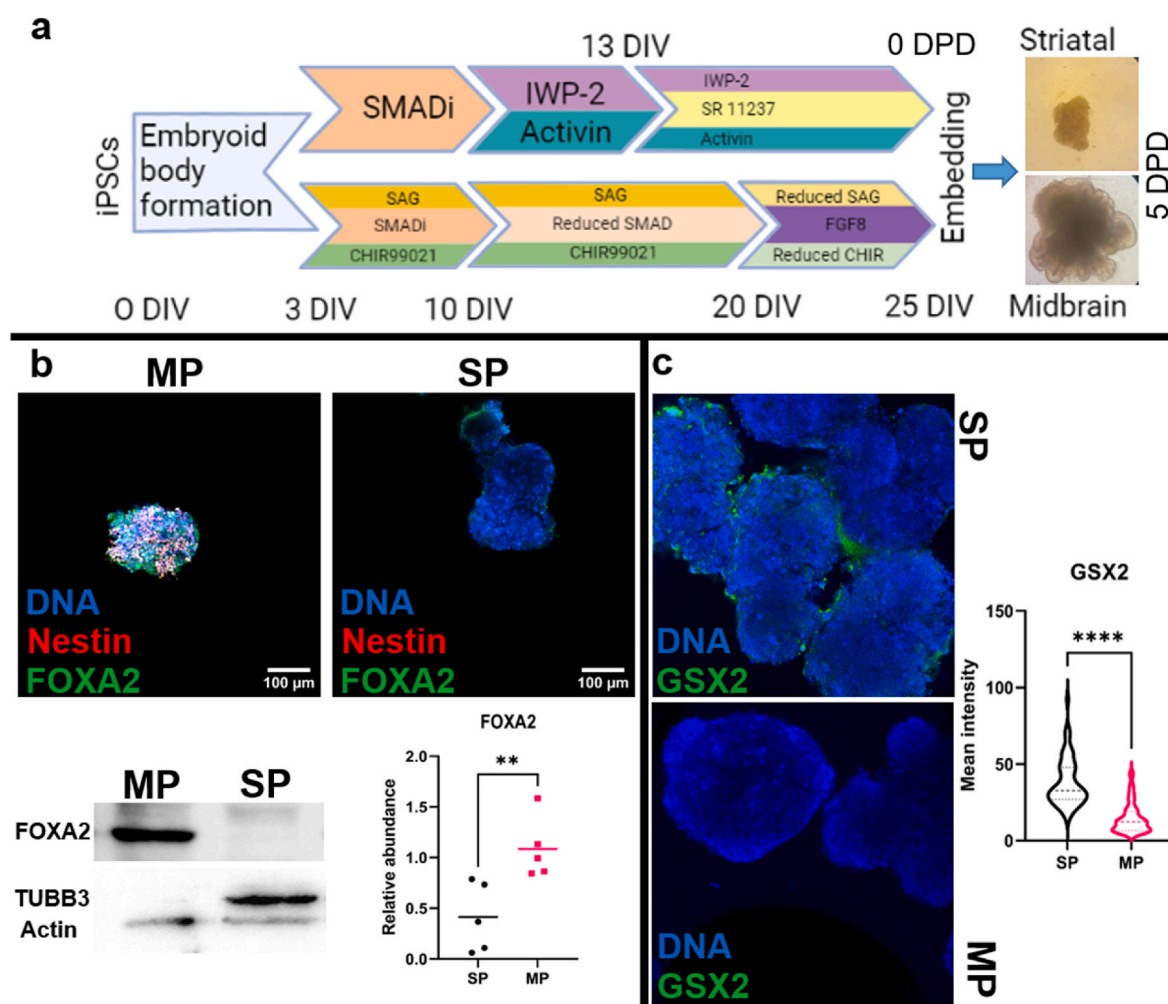 a
13 DIV
0 DPD
Striatal
iPSCs
Embryoid
body
formation
SMADi
IWP-2
Activin
IWP-2
SR 11237
Activin
SAG
SMADi
CHIR99021
SAG
Reduced SMAD
CHIR99021
Reduced SAG
FGF8
Reduced CHIR
Embedding
5 DPD
O DIV
3 DIV
10 DIV
20 DIV
25 DIV
Midbrain
b
MP
SP
DNA
Nestin
FOXA2
100 µm
DNA
Nestin
FOXA2
100 µm
MP
SP
FOXA2
TUBB3
Actin
FOXA2
Relative abundance
2.0
1.5
1.0
0.5
0.0
**
SP
MP
c
SP
DNA
GSX2
MP
DNA
GSX2
GSX2
Mean intensity
150
100
50
0
****
SP
MP